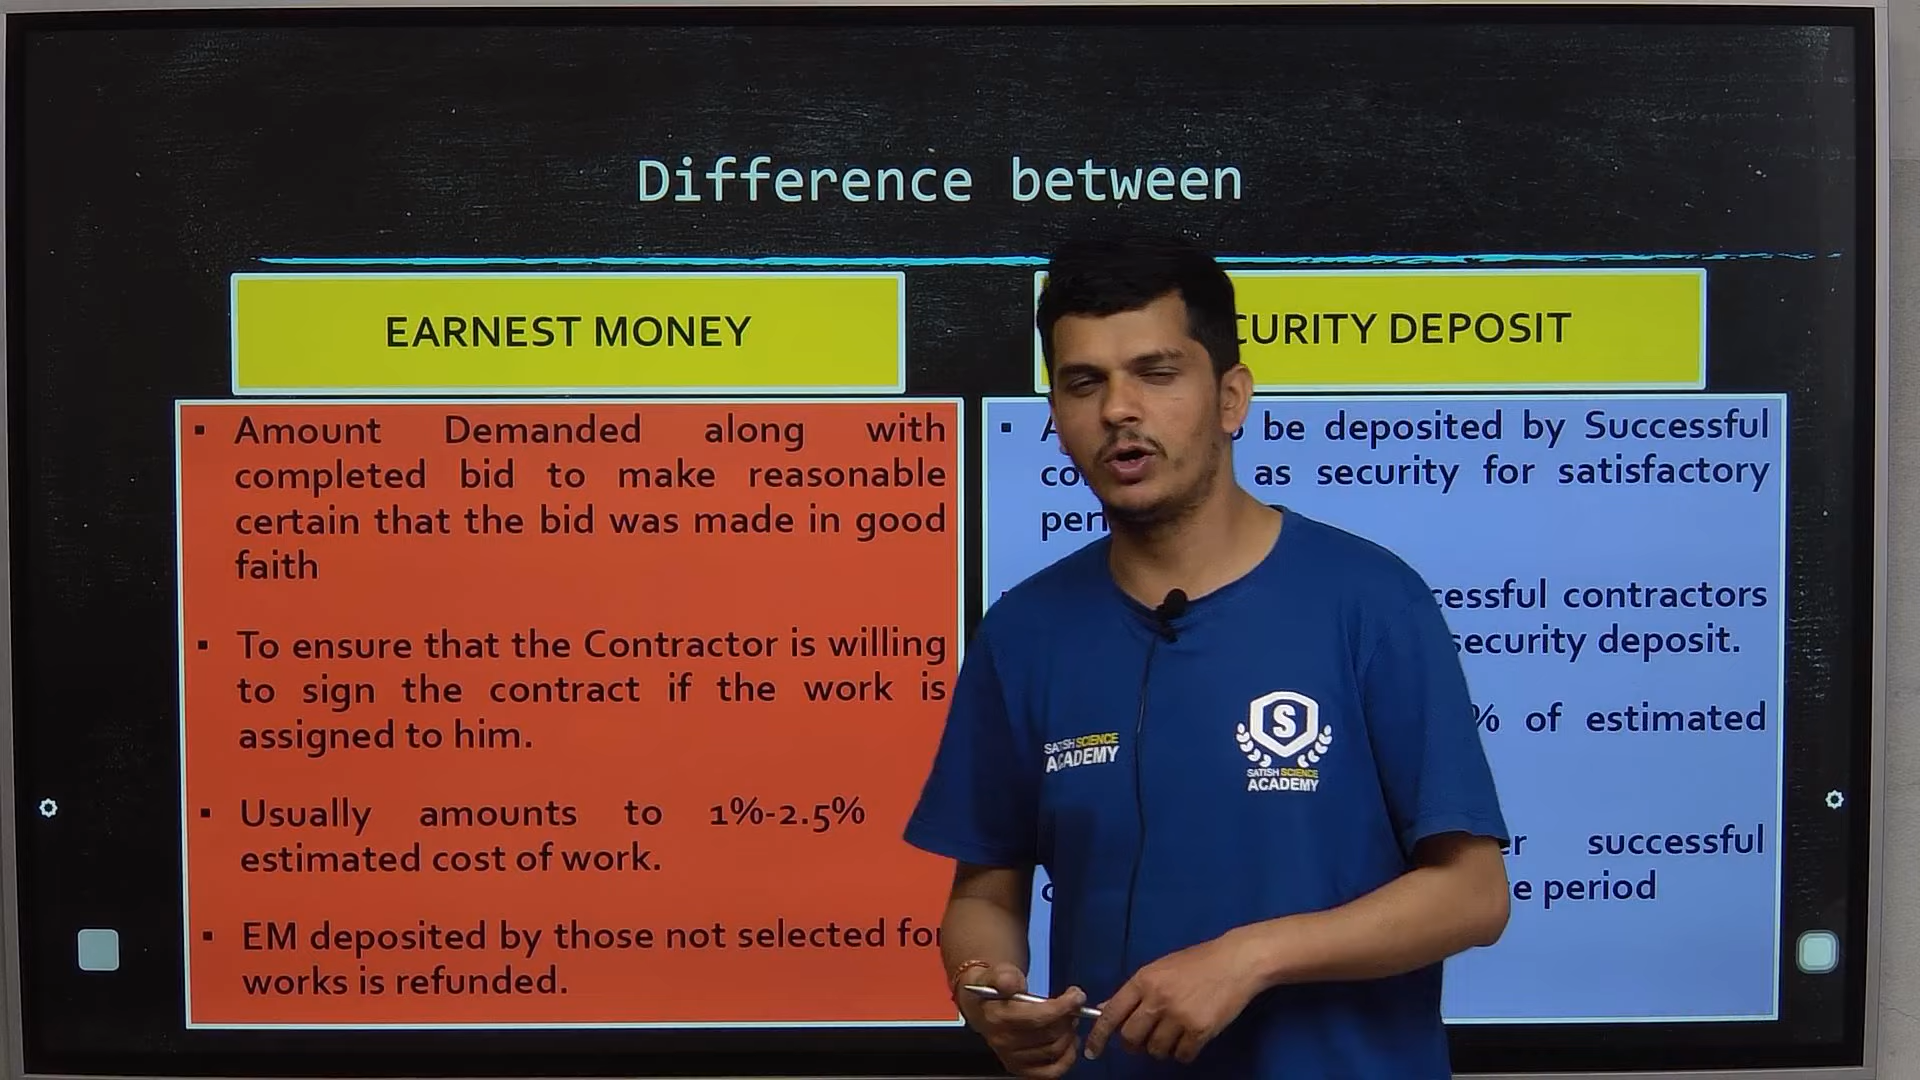 Difference between
EARNEST MONEY
Amount Demanded along with
completed bid to make reasonable
certain that the bid was made in good
faith
To ensure that the Contractor is willing
to sign the contract if the work is
assigned to him.
Usually amounts to 1%-2.5%
estimated cost of work.
EM deposited by those not selected for
works is refunded.
DEPOSIT
be deposited by Successful
as security for satisfactory
contractors
security deposit.
% of estimated
successful
period
SATISH SCIENCE
ACADEMY
S
SATISH SCIENCE
ACADEMY